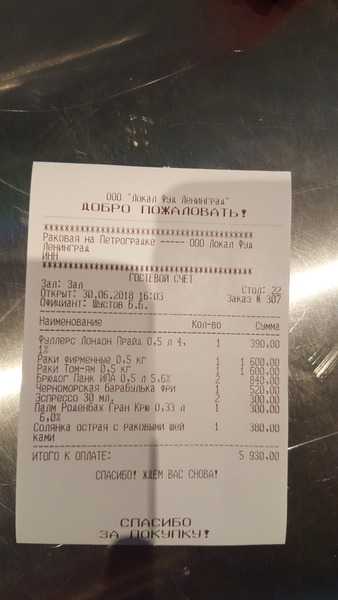 ООО "Локал Фуд Ленинград"
ДОБРО ПОЖАЛОВАТЬ!
Раковая на Петроградке ----- ООО Локал Фуд
Ленинград
ИНН
ГОСТЕВОЙ СЧЕТ
Зал: Зал Стол: 22
Открыт: 30.06.2018 16:03 Заказ N 307
Официант: Шустов Б.Б.
Наименование Кол-во Сумма
Фуллерс Лондон Прайд 0,5 л 4, 1 390.00
1%
Раки фирменные 0,5 кг 1 1 600.00
Раки Том-ям 0,5 кг 1 1 600.00
Брюдог Панк ИПА 0,5 л 5,6% 2 840.00
Черноморская барабулька фри 1 520.00
Эспрессо 30 мл. 2 300.00
Палм Роденбах Гран Крю 0,33 л 1 300.00
6,0%
Солянка острая с раковыми шей 1 380.00
ками
ИТОГО К ОПЛАТЕ: 5 930.00
СПАСИБО! ЖДЕМ ВАС СНОВА!
СПАСИБО
ЗА ПОКУПКУ!